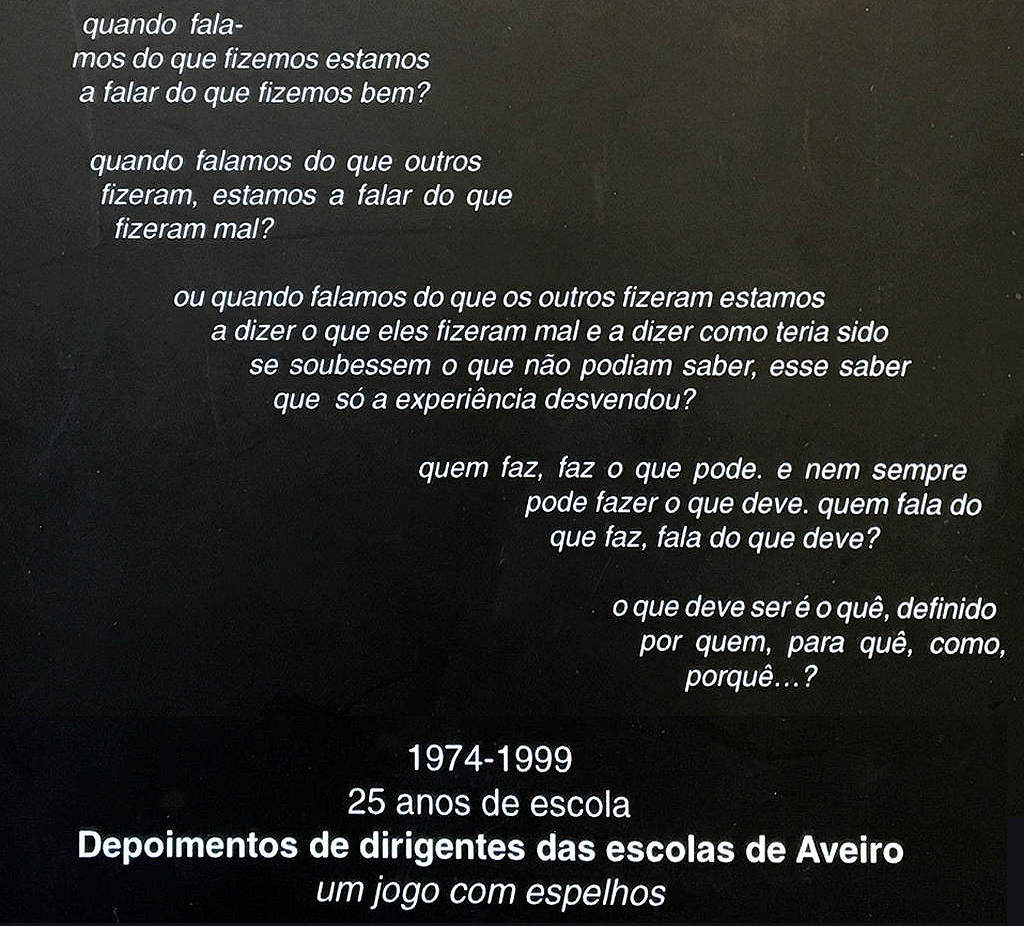 quando fala-
mos do que fizemos estamos
a falar do que fizemos bem?
quando falamos do que outros
fizeram, estamos a falar do que
fizeram mal?
ou quando falamos do que os outros fizeram estamos
a dizer o que eles fizeram mal e a dizer como teria sido
se soubessem o que não podiam saber, esse saber
que só a experiência desvendou?
quem faz, faz o que pode. e nem sempre
pode fazer o que deve. quem fala do
que faz, fala do que deve?
o que deve ser é o quê, definido
por quem, para quê, como,
porquê...?
1974-1999
25 anos de escola
Depoimentos de dirigentes das escolas de Aveiro
um jogo com espelhos